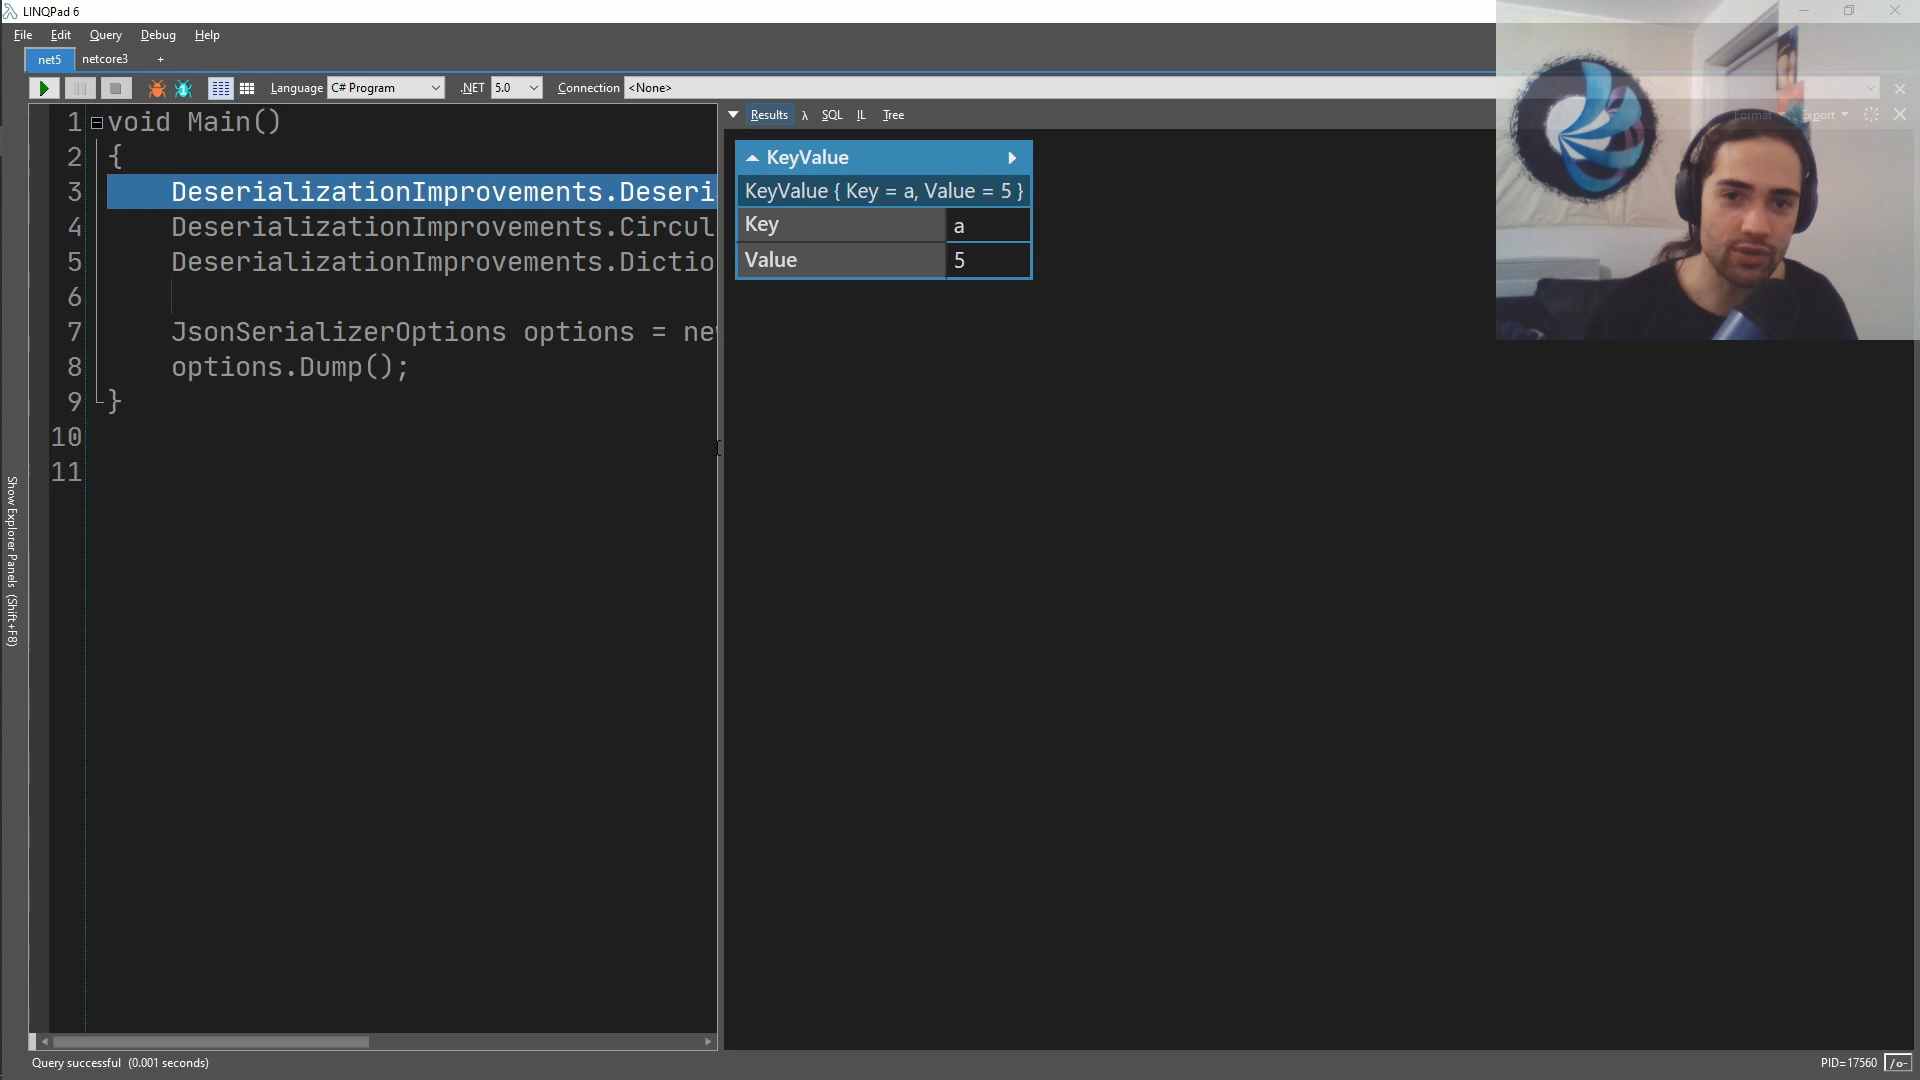 LINQPad 6
File Edit Query Debug Help
net5 netcore3 +
Language C# Program .NET 5.0 Connection <None>
Results λ SQL IL Tree Format Export
1 void Main()
2 {
3 DeserializationImprovements.Deseri
4 DeserializationImprovements.Circul
5 DeserializationImprovements.Dictio
6
7 JsonSerializerOptions options = ne
8 options.Dump();
9 }
10
11
KeyValue
KeyValue { Key = a, Value = 5 }
Key a
Value 5
Show Explorer Panels (Shift+F8)
Query successful (0.001 seconds)
PID=17560 /o-